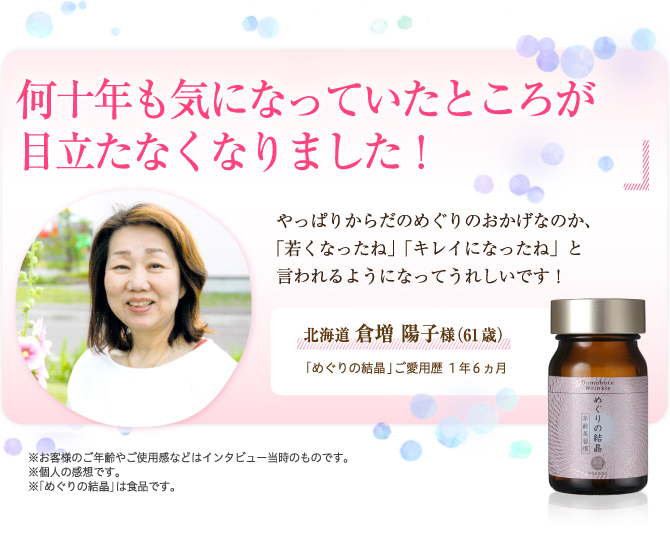 何十年も気になっていたところが
目立たなくなりました！
」
やっぱりからだのめぐりのおかげなのか、
「若くなったね」「キレイになったね」と
言われるようになってうれしいです！
北海道 倉増 陽子様（61歳）
「めぐりの結晶」ご愛用歴 １年６ヵ月
Domohorn
Wrinkle
めぐりの結晶
年齢美習慣
※お客様のご年齢やご使用感などはインタビュー当時のものです。
※個人の感想です。
※「めぐりの結晶」は食品です。